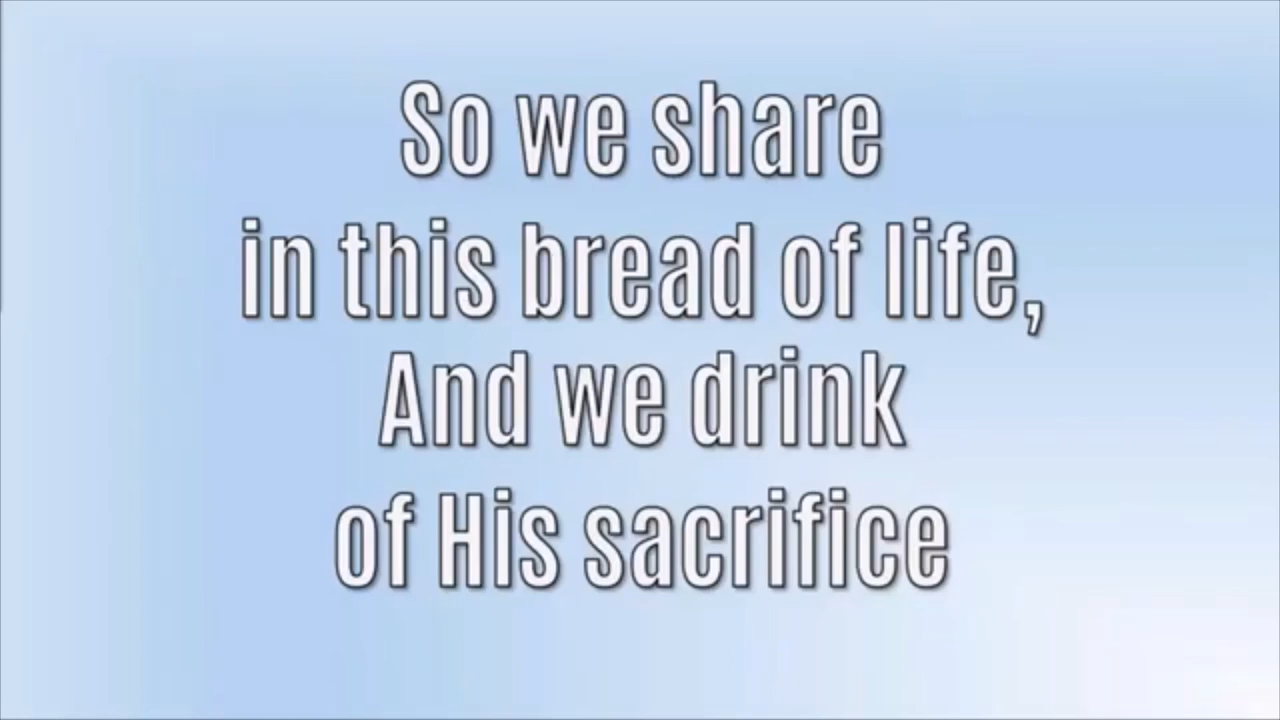 So we share
in this bread of life,
And we drink
of His sacrifice